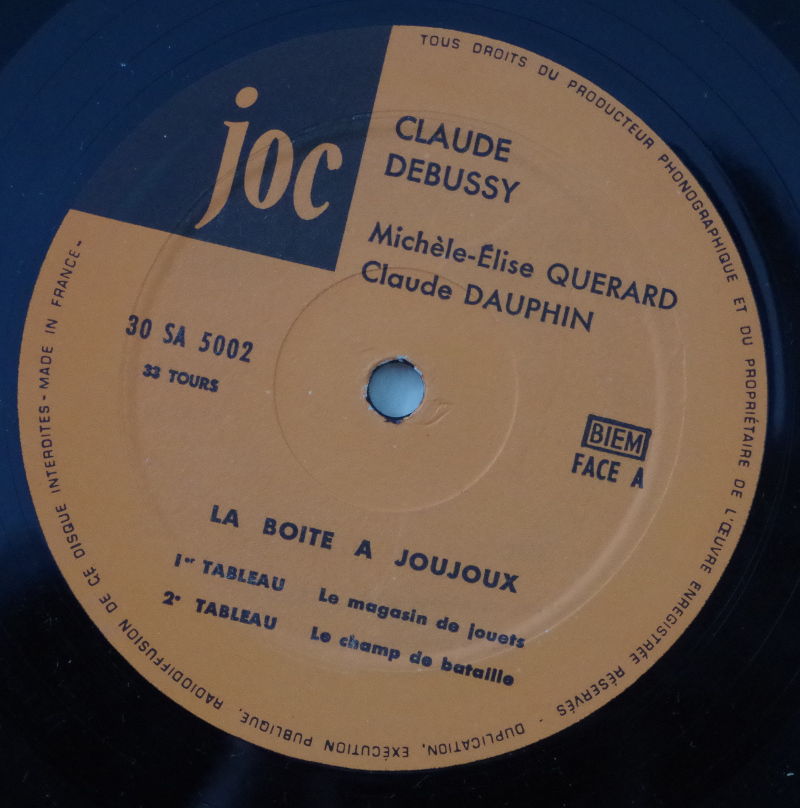 joc
CLAUDE
DEBUSSY
Michèle-Élise QUERARD
Claude DAUPHIN
30 SA 5002
33 TOURS
BIEM
FACE A
LA BOITE A JOUJOUX
1er TABLEAU Le magasin de jouets
2e TABLEAU Le champ de bataille
TOUS DROITS DU PRODUCTEUR PHONOGRAPHIQUE ET DU PROPRIÉTAIRE DE L'ŒUVRE ENREGISTRÉE RÉSERVÉS - DUPLICATION, EXÉCUTION PUBLIQUE, RADIODIFFUSION DE CE DISQUE INTERDITES - MADE IN FRANCE -